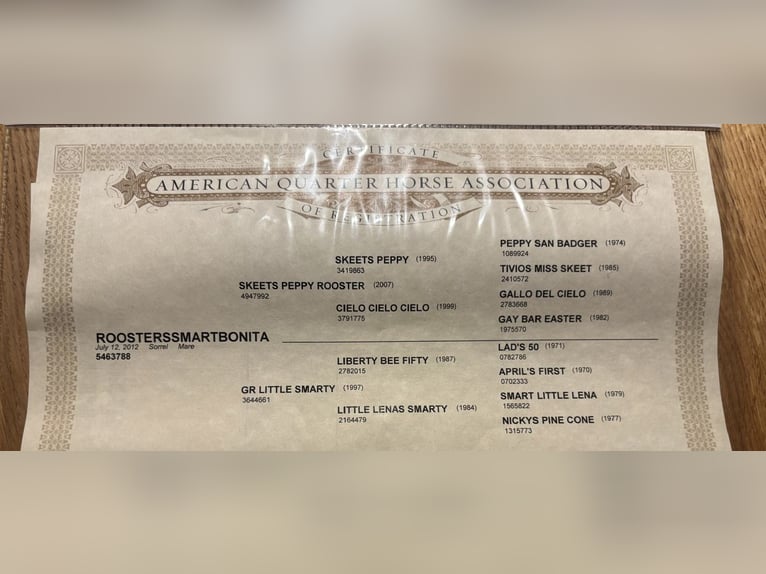 CERTIFICATE
AMERICAN QUARTER HORSE ASSOCIATION
OF REGISTRATION
PEPPY SAN BADGER (1974)
1089924
SKEETS PEPPY (1995)
3419863
TIVIOS MISS SKEET (1985)
2410572
SKEETS PEPPY ROOSTER (2007)
4947992
GALLO DEL CIELO (1989)
2783668
CIELO CIELO CIELO (1999)
3791775
GAY BAR EASTER (1982)
1975570
ROOSTERSSMARTBONITA
July 12, 2012 Sorrel Mare
5463788
LAD'S 50 (1971)
0782786
LIBERTY BEE FIFTY (1987)
2782015
APRIL'S FIRST (1970)
0702333
GR LITTLE SMARTY (1997)
3644661
SMART LITTLE LENA (1979)
1565822
LITTLE LENAS SMARTY (1984)
2164479
NICKYS PINE CONE (1977)
1315773